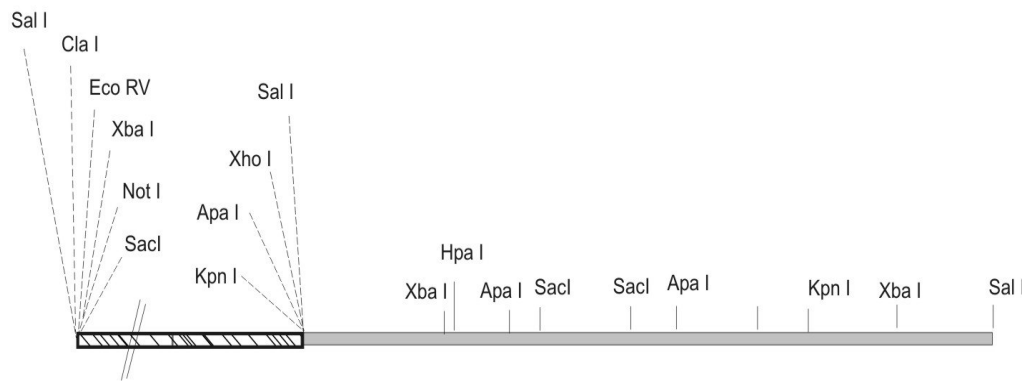 Sal I
Cla I
Eco RV
Xba I
Not I
SacI
Sal I
Xho I
Apa I
Kpn I
Hpa I
Xba I
Apa I
SacI
SacI
Apa I
Kpn I
Xba I
Sal I